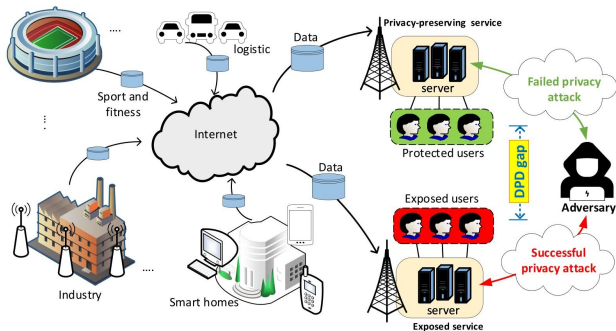 ....
logistic
Data
Privacy-preserving service
server
Failed privacy
attack
Sport and
fitness
Internet
Protected users
DPD gap
Adversary
Data
Exposed users
Successful
privacy attack
....
Industry
Smart homes
server
Exposed service